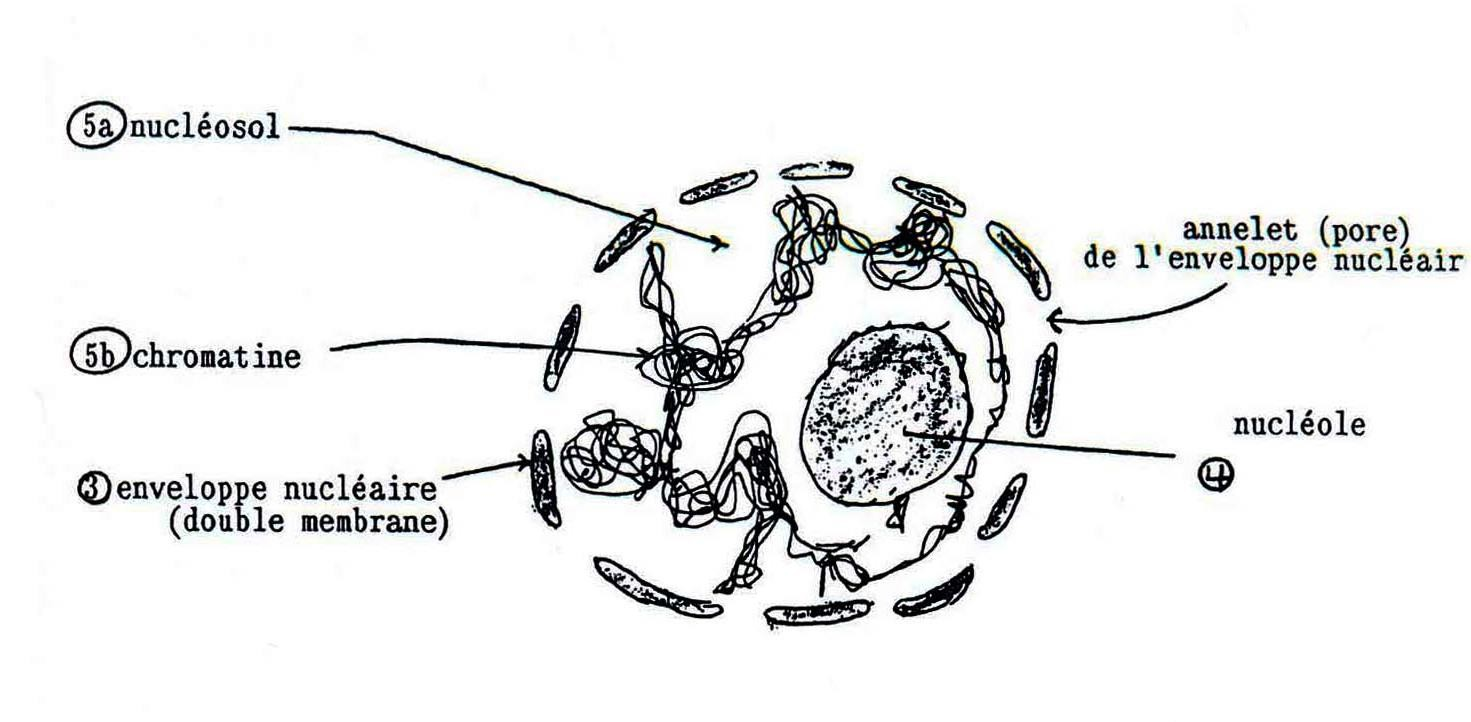 5a nucléosol
annelet (pore)
de l'enveloppe nucléair
5b chromatine
nucléole
4
3 enveloppe nucléaire
(double membrane)